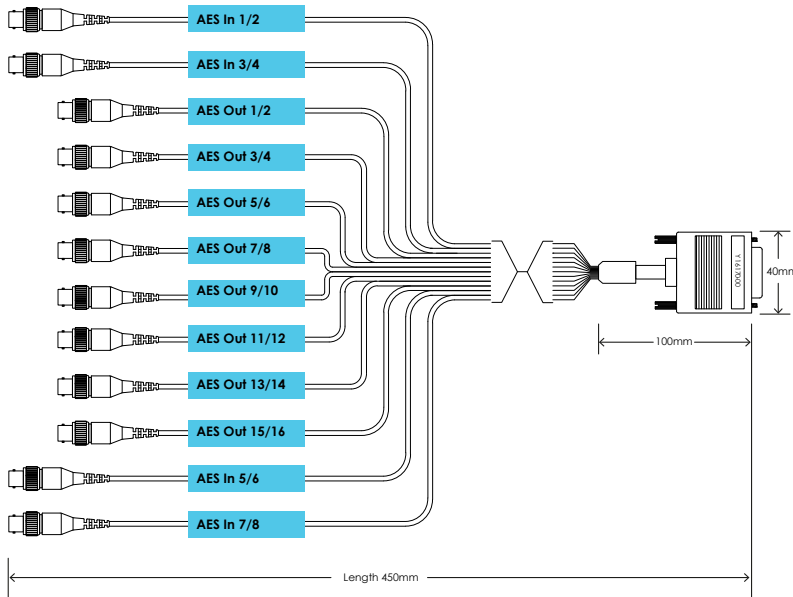 AES In 1/2
AES In 3/4
AES Out 1/2
AES Out 3/4
AES Out 5/6
AES Out 7/8
AES Out 9/10
AES Out 11/12
AES Out 13/14
AES Out 15/16
AES In 5/6
AES In 7/8
Y1617000
40mm
100mm
Length 450mm